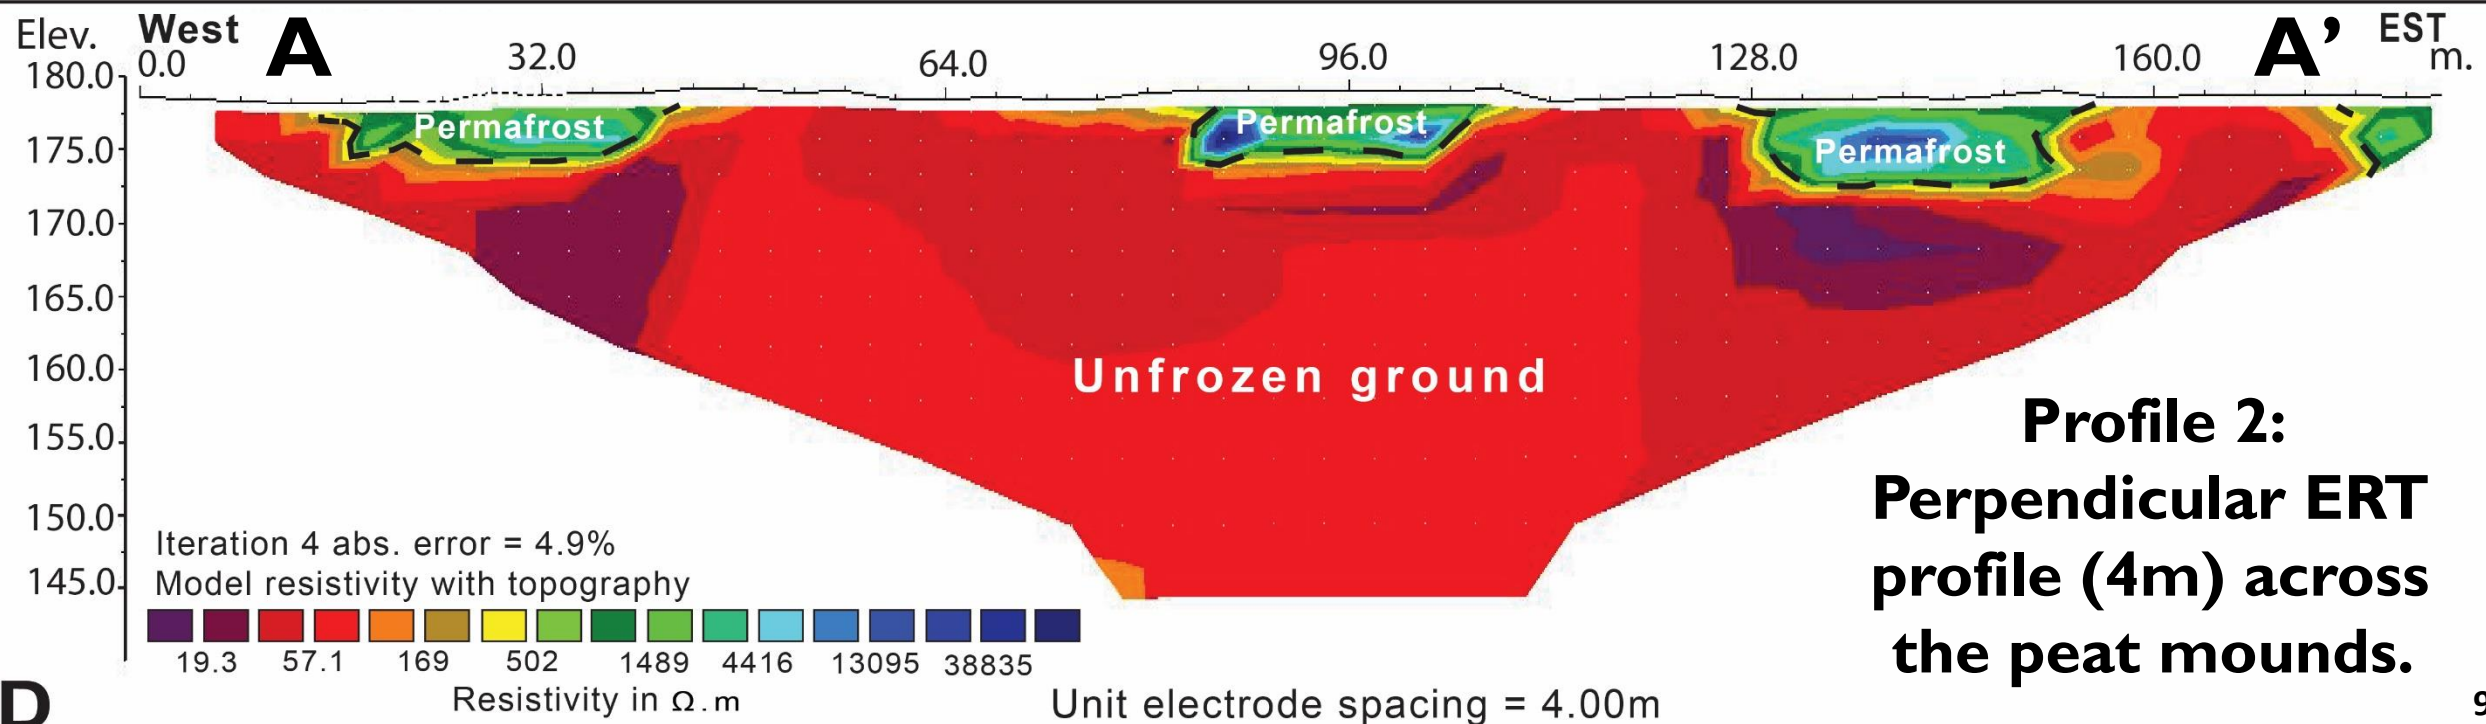 Elev. West A A’ EST
0.0 32.0 64.0 96.0 128.0 160.0 m.
180.0
175.0
170.0
165.0
160.0
155.0
150.0
145.0
Permafrost Permafrost Permafrost
Unfrozen ground
Profile 2:
Perpendicular ERT
profile (4m) across
the peat mounds.
Iteration 4 abs. error = 4.9%
Model resistivity with topography
19.3 57.1 169 502 1489 4416 13095 38835
Resistivity in Ω.m
Unit electrode spacing = 4.00m
D